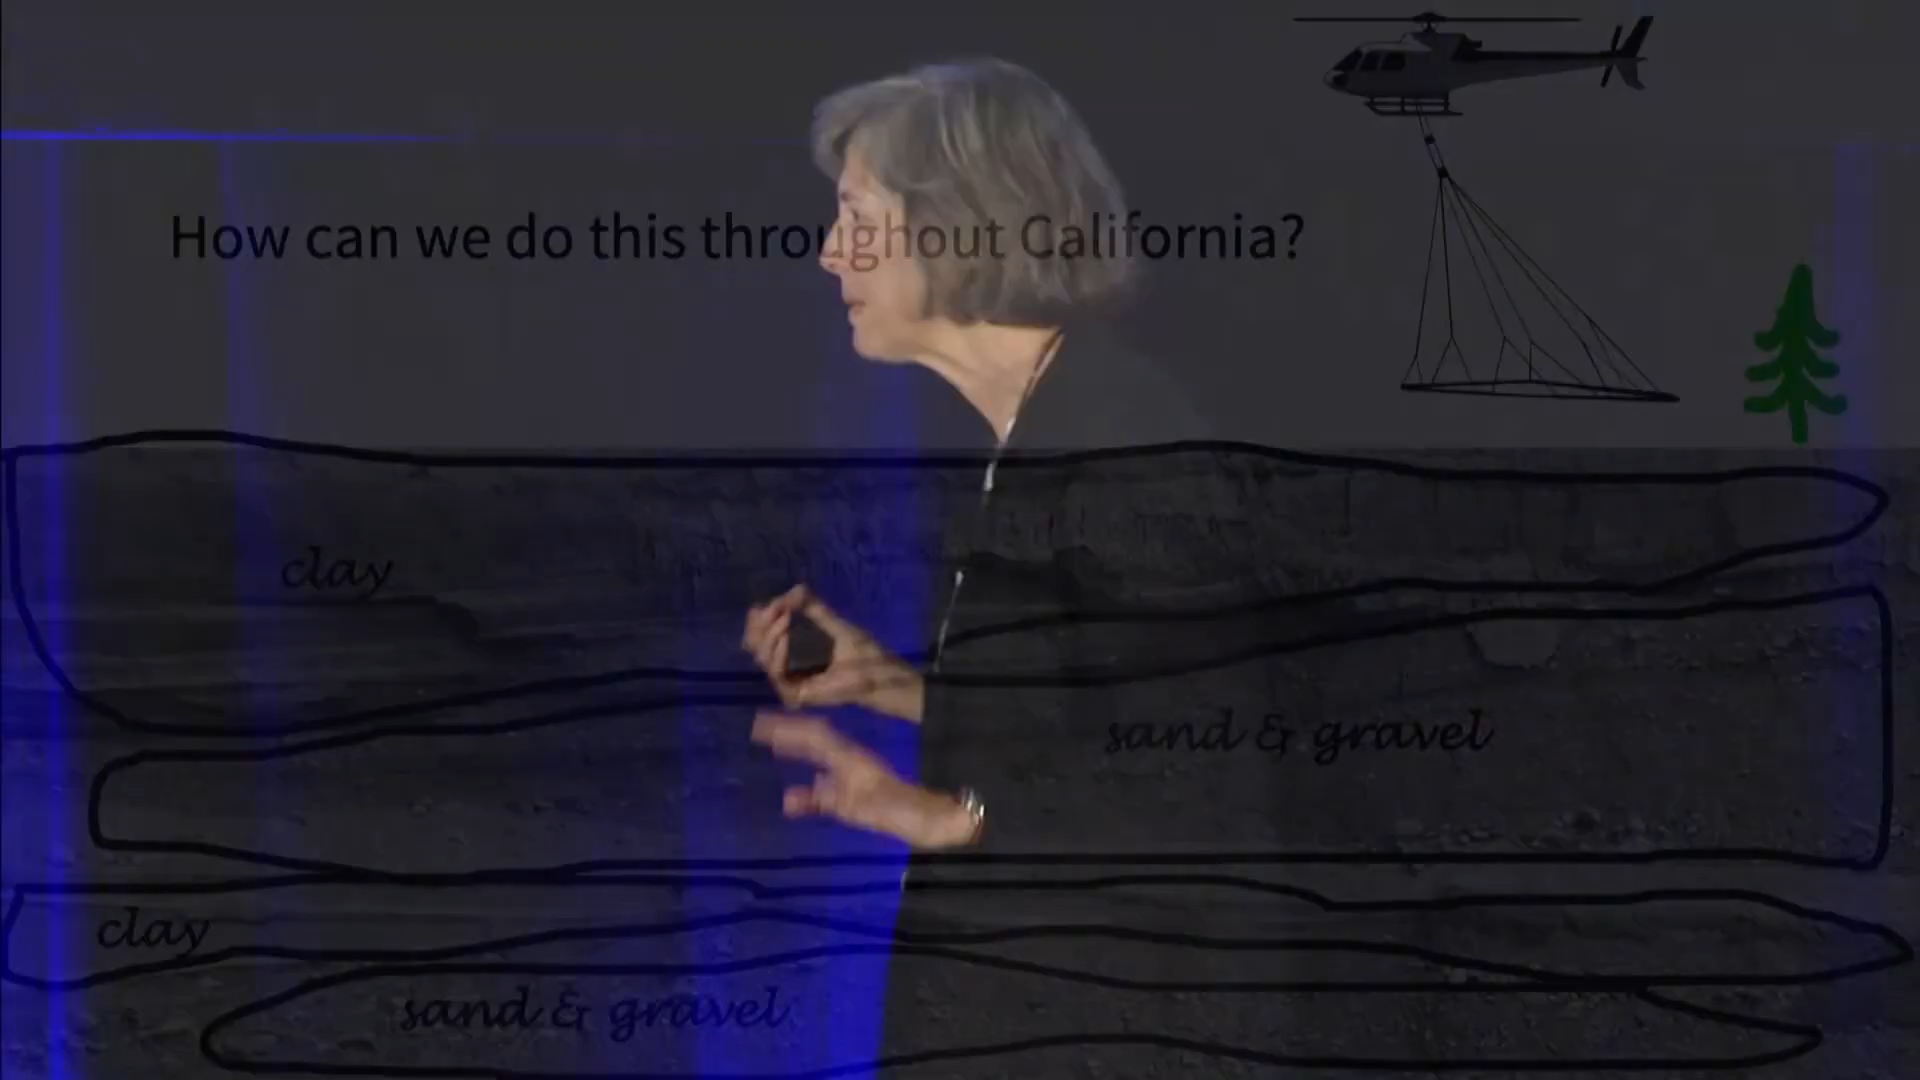 How can we do this throughout California?
clay
sand & gravel
clay
sand & gravel